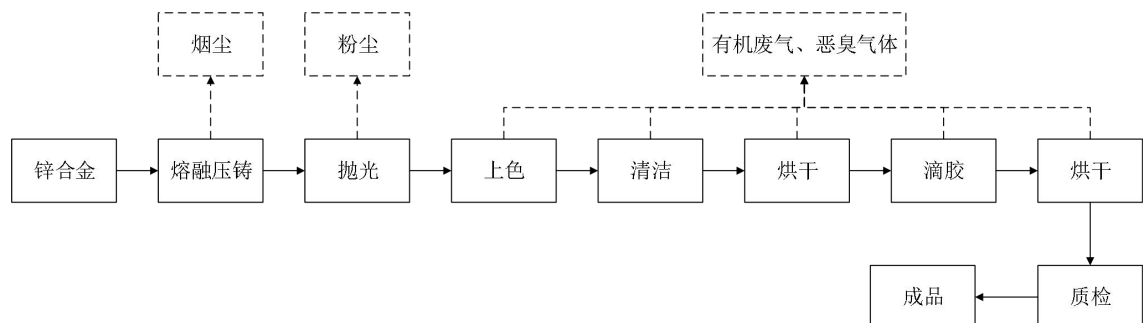 烟尘
粉尘
有机废气、恶臭气体
锌合金
熔融压铸
抛光
上色
清洁
烘干
滴胶
烘干
成品
质检